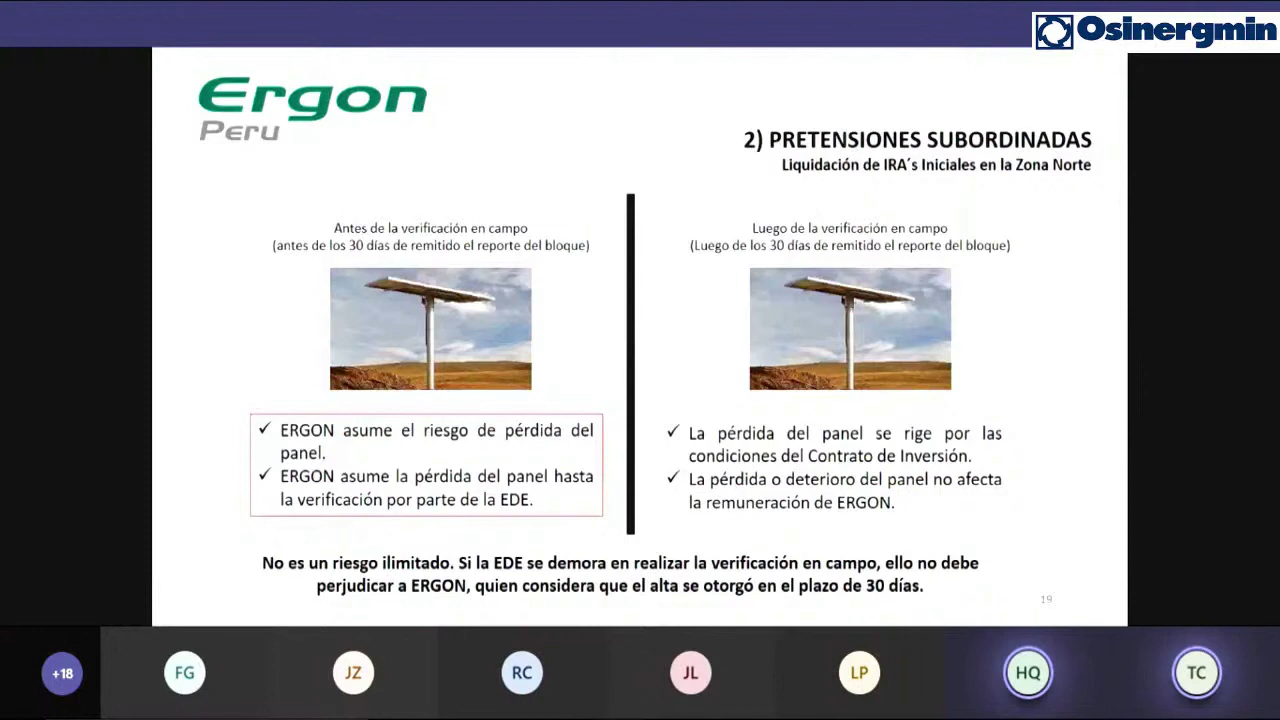 Osinergmin
Ergon
Peru
2) PRETENSIONES SUBORDINADAS
Liquidación de IRA´s Iniciales en la Zona Norte
Antes de la verificación en campo
(antes de los 30 días de remitido el reporte del bloque)
Luego de la verificación en campo
(Luego de los 30 días de remitido el reporte del bloque)
✓ ERGON asume el riesgo de pérdida del
panel.
✓ ERGON asume la pérdida del panel hasta
la verificación por parte de la EDE.
✓ La pérdida del panel se rige por las
condiciones del Contrato de Inversión.
✓ La pérdida o deterioro del panel no afecta
la remuneración de ERGON.
No es un riesgo ilimitado. Si la EDE se demora en realizar la verificación en campo, ello no debe
perjudicar a ERGON, quien considera que el alta se otorgó en el plazo de 30 días.
19
+18
FG
JZ
RC
JL
LP
HQ
TC